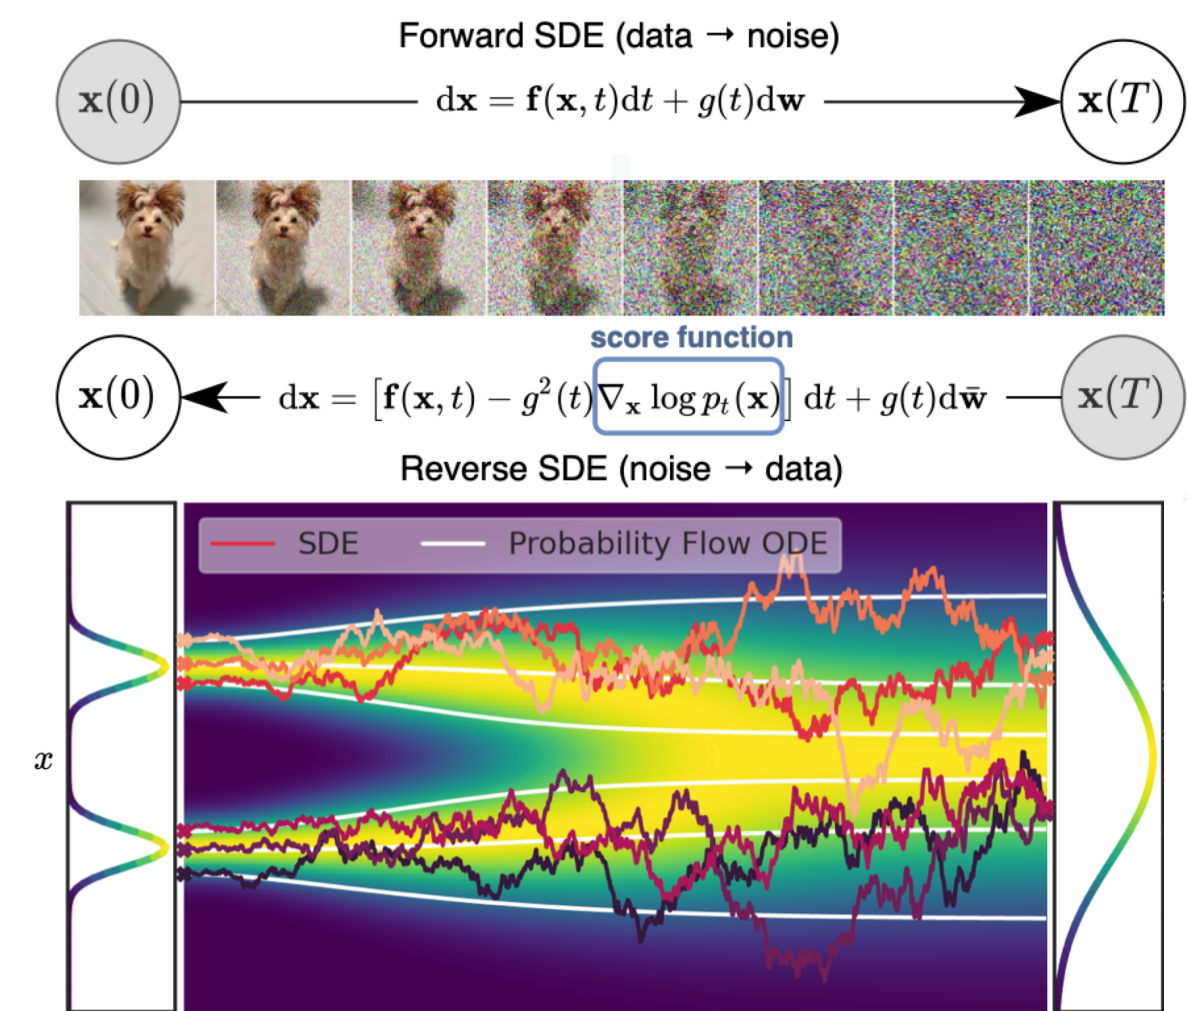 Forward SDE (data → noise)
x(0) dx = f(x, t)dt + g(t)dw x(T)
score function
x(0) dx = [f(x, t) − g²(t)∇ₓ log pₜ(x)] dt + g(t)dw̄ x(T)
Reverse SDE (noise → data)
SDE Probability Flow ODE
x